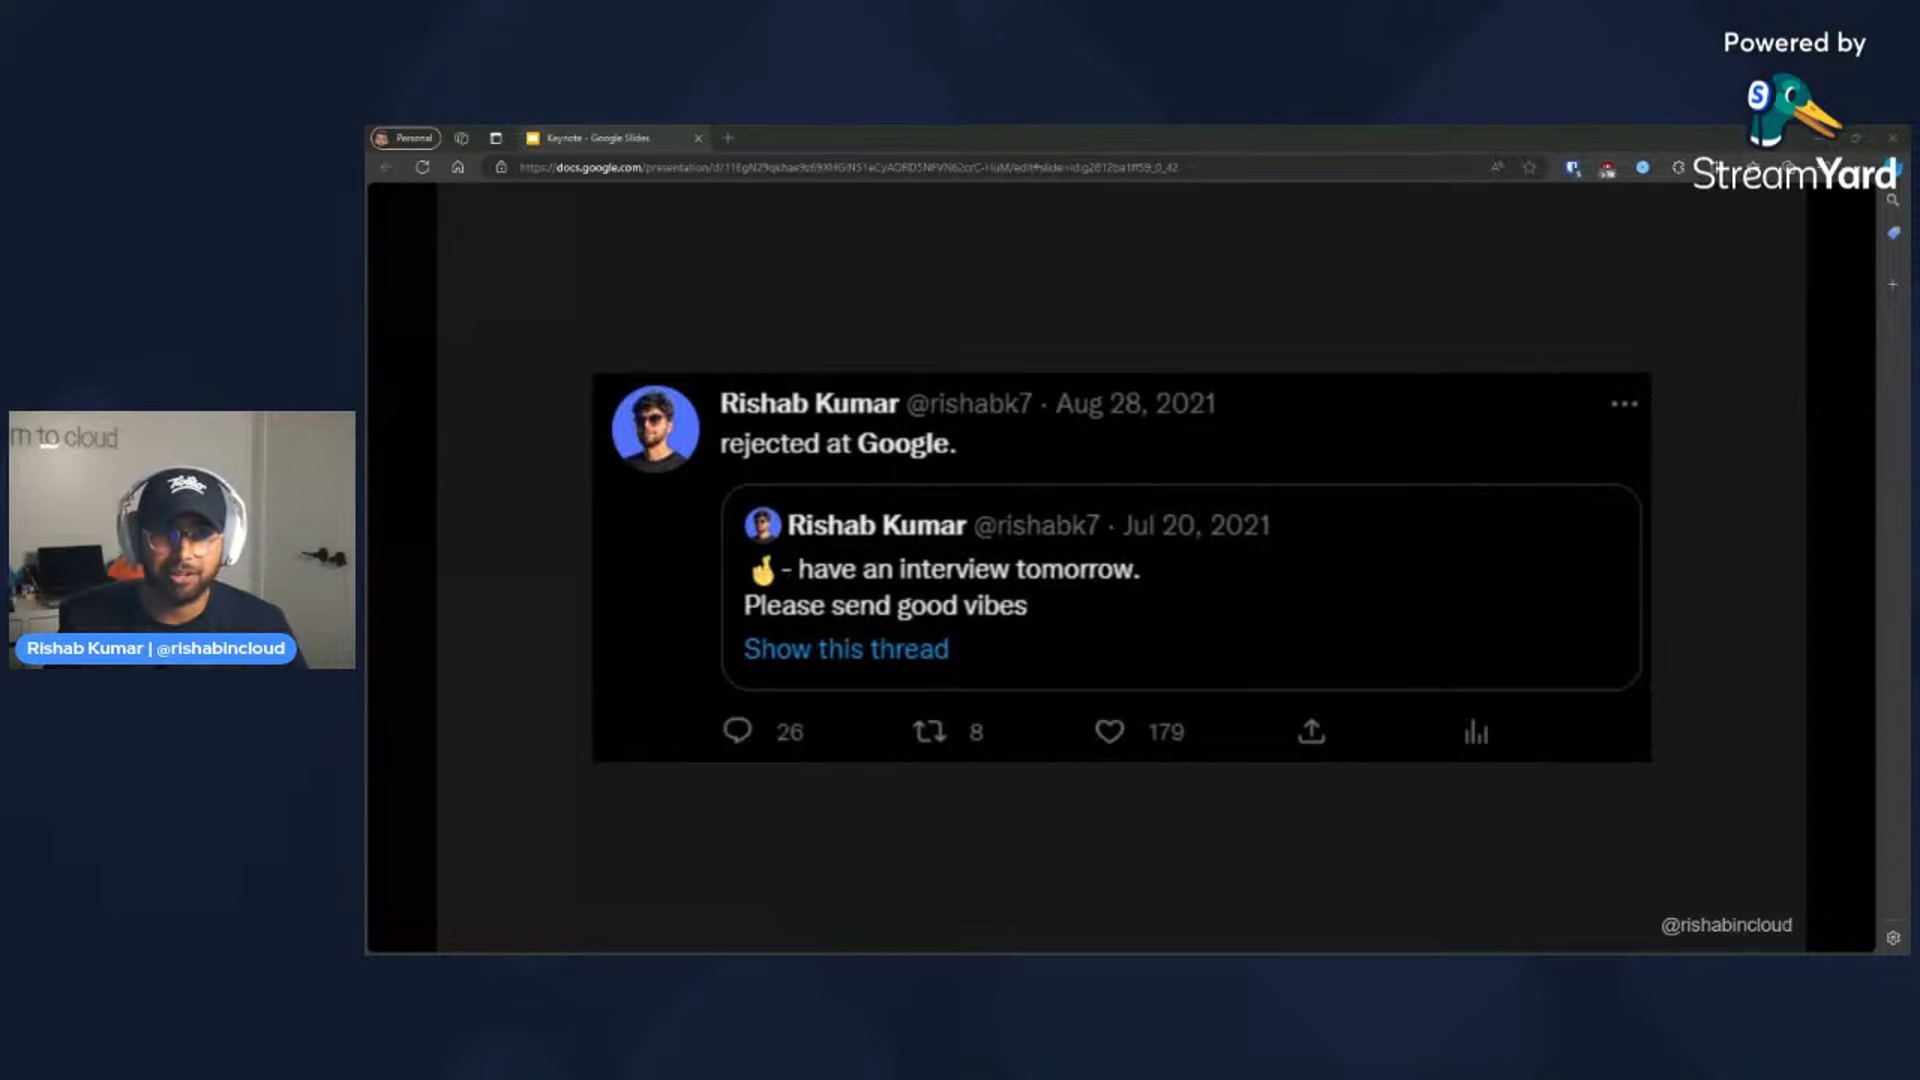 Powered by
StreamYard
Personal
Keynote - Google Slides
rejected at Google.
Rishab Kumar @rishabk7 · Aug 28, 2021
Rishab Kumar @rishabk7 · Jul 20, 2021
🤞 - have an interview tomorrow.
Please send good vibes
Show this thread
26
8
179
m to cloud
Rishab Kumar | @rishabincloud
@rishabincloud